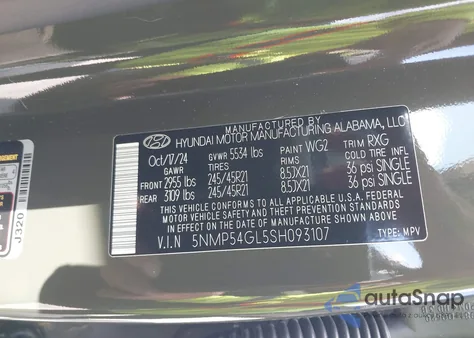 MANUFACTURED BY
HYUNDAI MOTOR MANUFACTURING ALABAMA, LLC
Oct/17/24 GVWR 5534 lbs PAINT WG2 TRIM RXG
GAWR TIRES RIMS COLD TIRE INFL
FRONT 2955 lbs 245/45R21 8.5JX21 36 psi SINGLE
REAR 3109 lbs 245/45R21 8.5JX21 36 psi SINGLE
THIS VEHICLE CONFORMS TO ALL APPLICABLE U.S.A FEDERAL
MOTOR VEHICLE SAFETY, BUMPER, AND THEFT PREVENTION
STANDARDS IN EFFECT ON THE DATE OF MANUFACTURE SHOWN ABOVE
V.I.N 5NMP54GL5SH093107 TYPE: MPV
J320
autoSnap